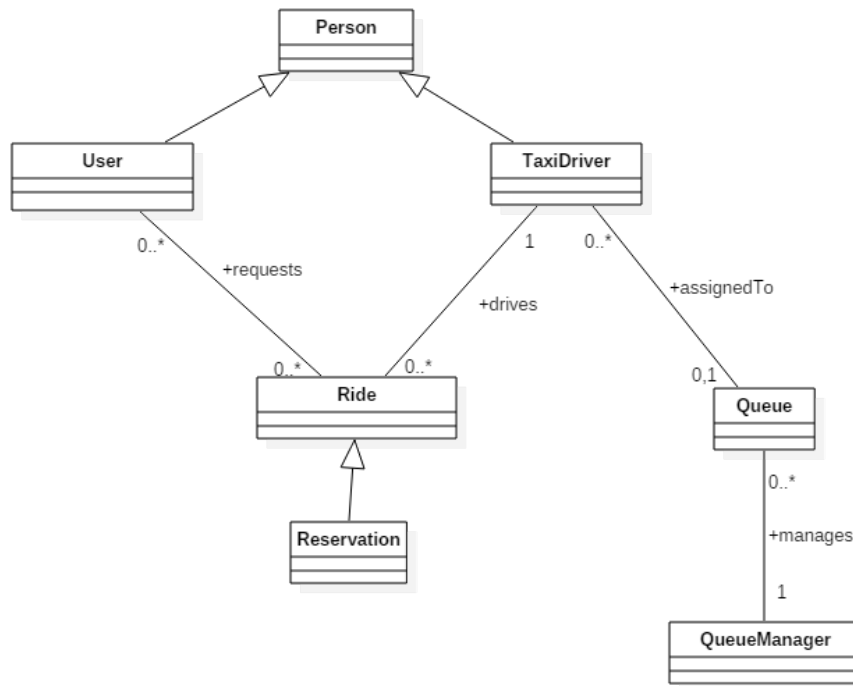 Person
User
TaxiDriver
0..*
1
0..*
+requests
+assignedTo
+drives
0..*
0..*
0,1
Ride
Queue
0..*
Reservation
+manages
1
QueueManager